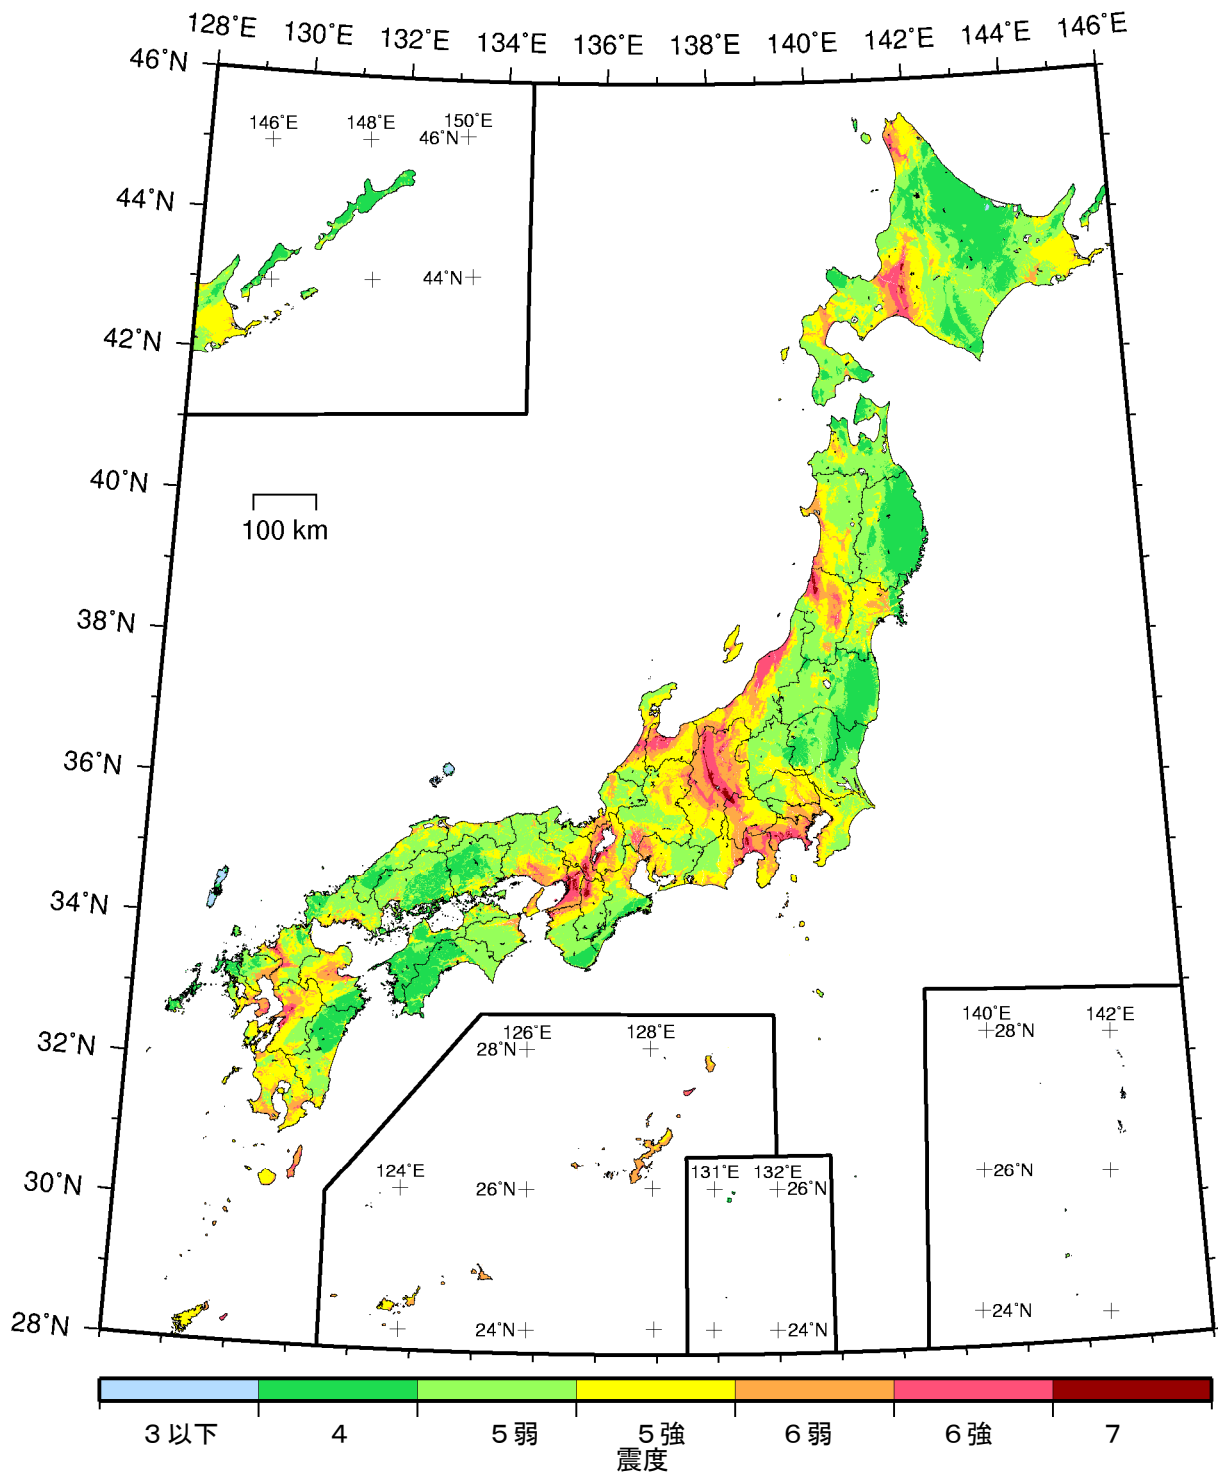 128°E 130°E 132°E 134°E 136°E 138°E 140°E 142°E 144°E 146°E
46°N
146°E 148°E 150°E
46°N
44°N
44°N
42°N
40°N
100 km
38°N
36°N
34°N
32°N
126°E 128°E
28°N
140°E 142°E
28°N
30°N
124°E
26°N
131°E 132°E
26°N
26°N
28°N
24°N
24°N
24°N
3以下 4 5弱 5強 6弱 6強 7
震度